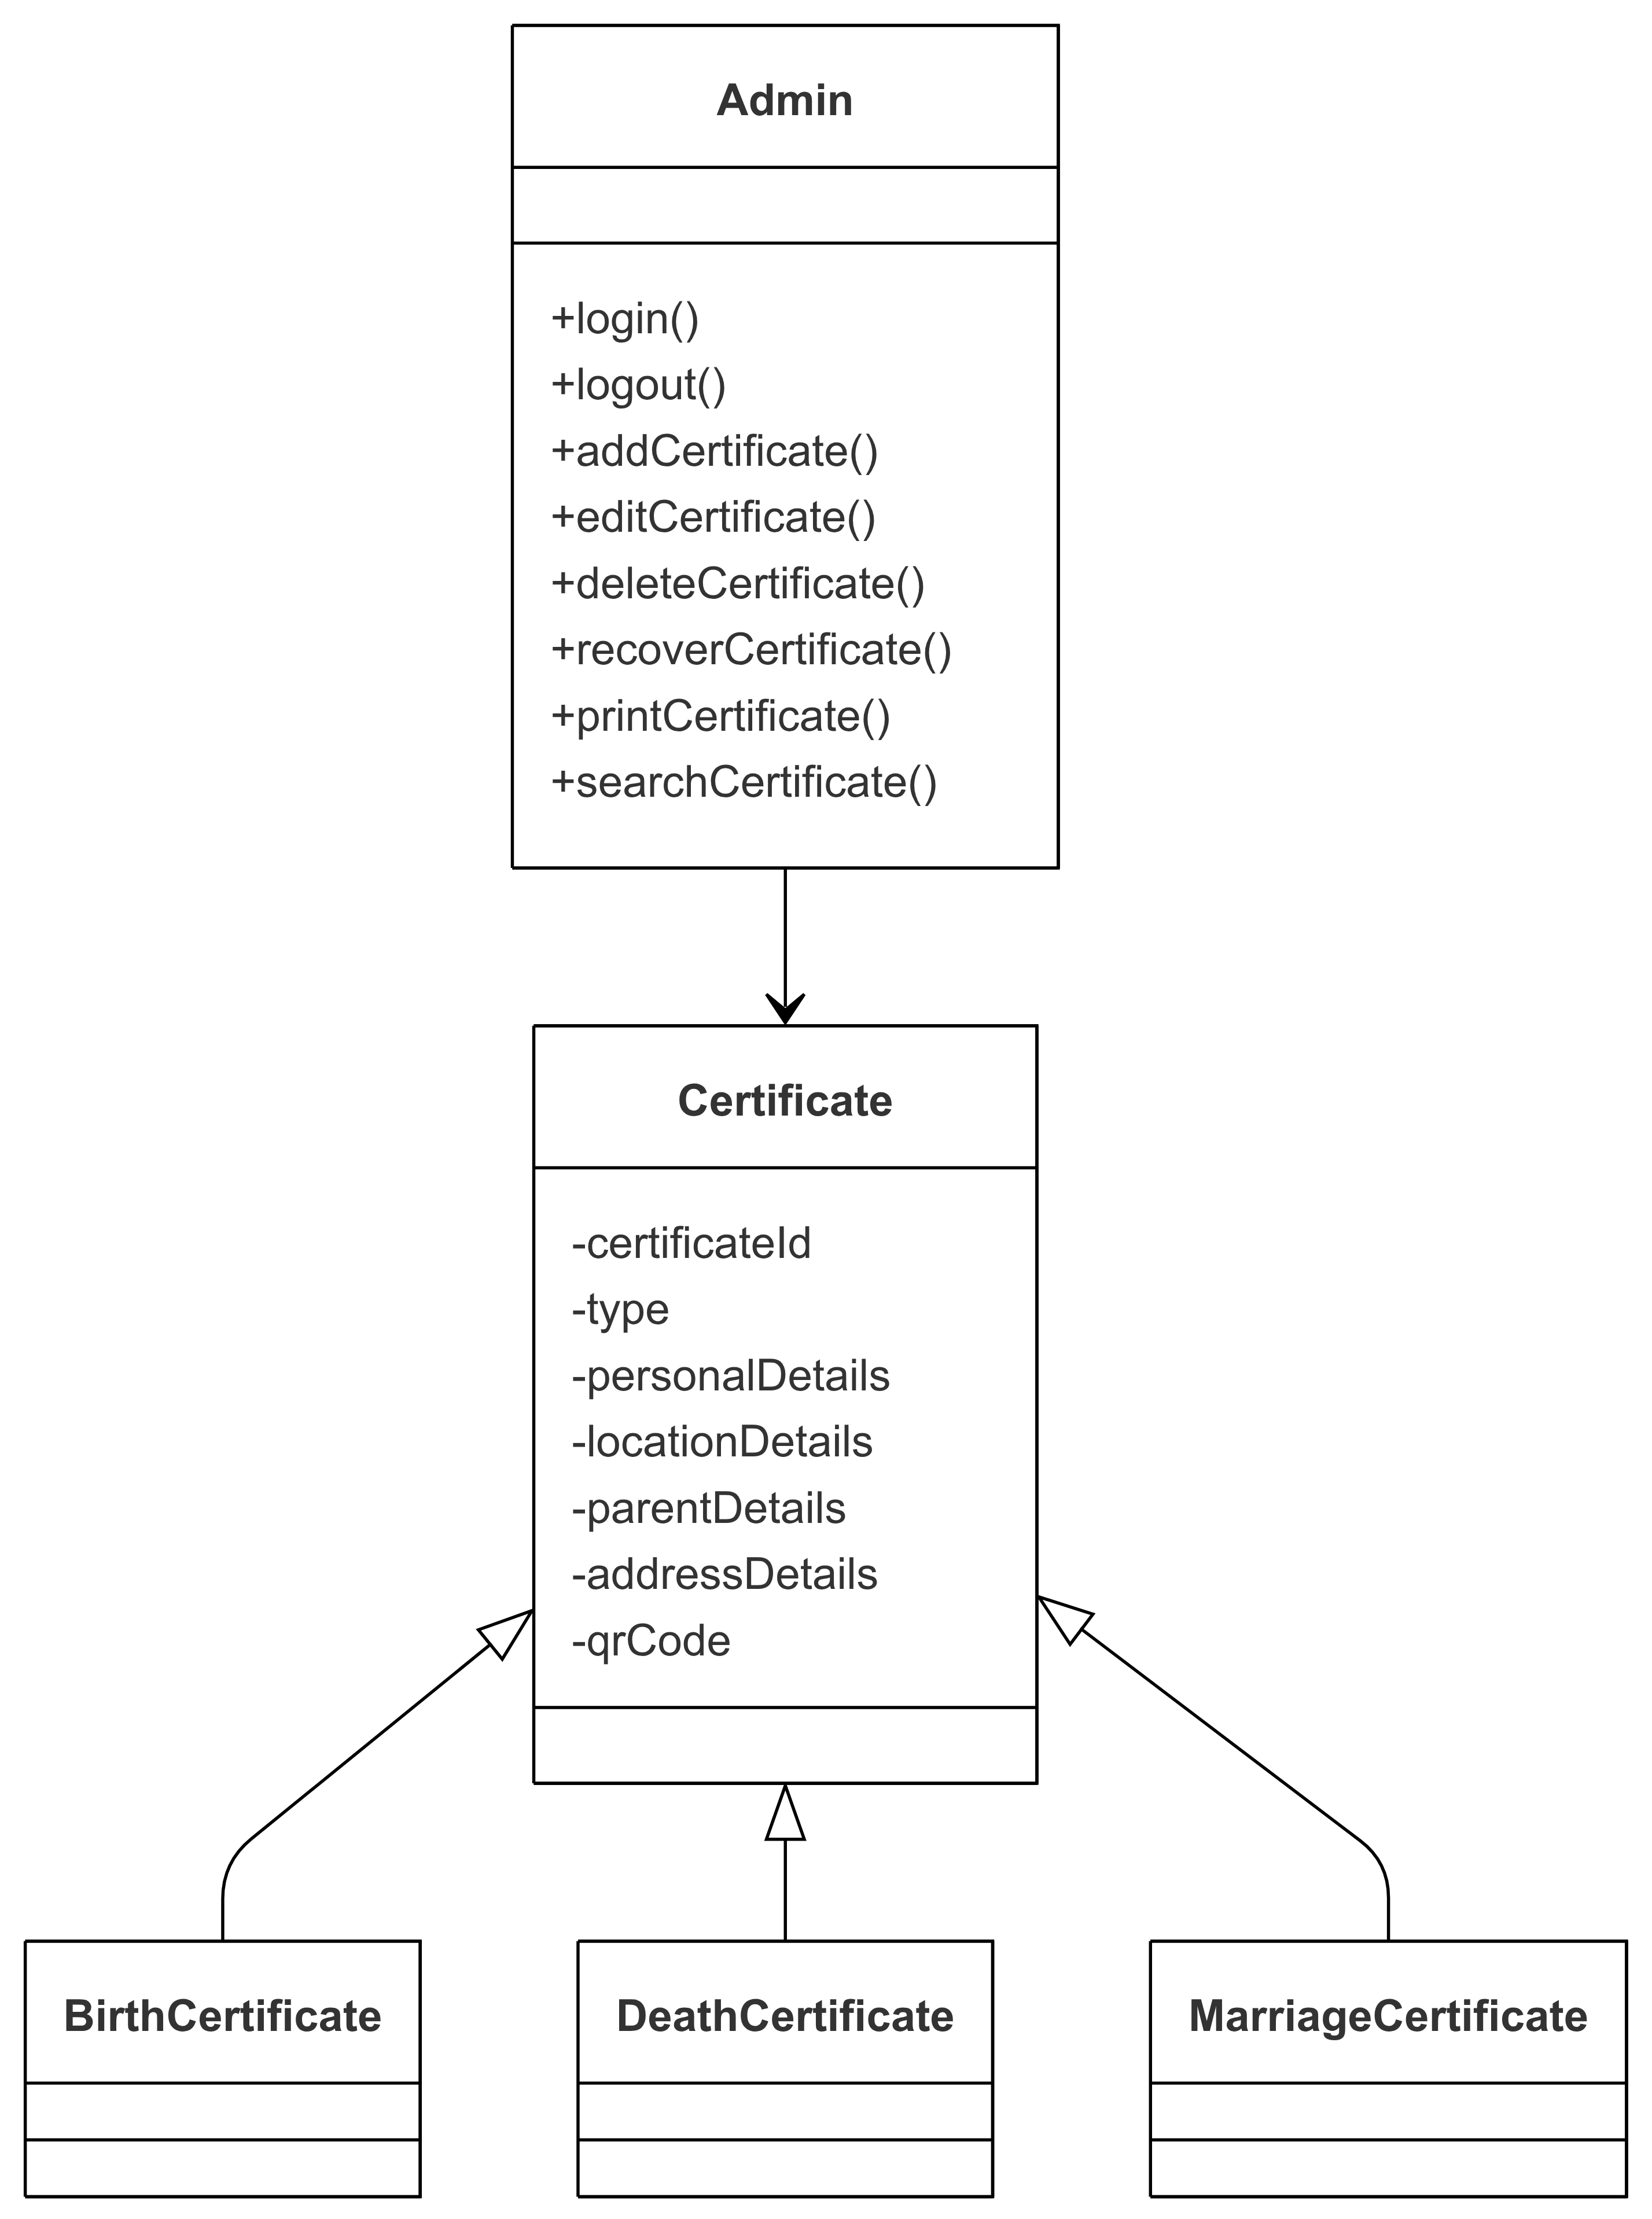 Admin
+login()
+logout()
+addCertificate()
+editCertificate()
+deleteCertificate()
+recoverCertificate()
+printCertificate()
+searchCertificate()
Certificate
-certificateId
-type
-personalDetails
-locationDetails
-parentDetails
-addressDetails
-qrCode
BirthCertificate
DeathCertificate
MarriageCertificate